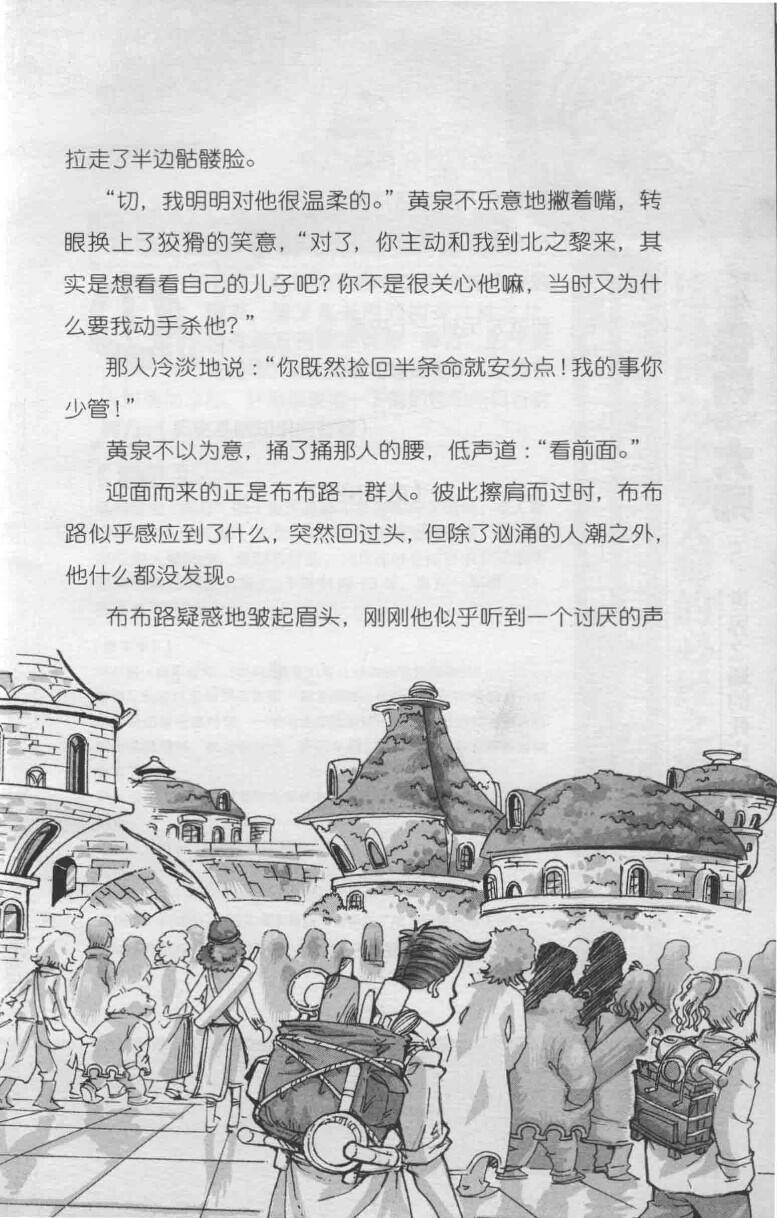 拉走了半边骷髅脸。
“切，我明明对他很温柔的。”黄泉不乐意地撇着嘴，转
眼换上了狡猾的笑意，“对了，你主动和我到北之黎来，其
实是想看看自己的儿子吧？你不是很关心他嘛，当时又为什
么要我动手杀他？”
那人冷淡地说：“你既然捡回半条命就安分点！我的事你
少管！”
黄泉不以为意，捅了捅那人的腰，低声道：“看前面。”
迎面而来的正是布布路一群人。彼此擦肩而过时，布布
路似乎感应到了什么，突然回过头，但除了汹涌的人潮之外，
他什么都没发现。
布布路疑惑地皱起眉头，刚刚他似乎听到一个讨厌的声